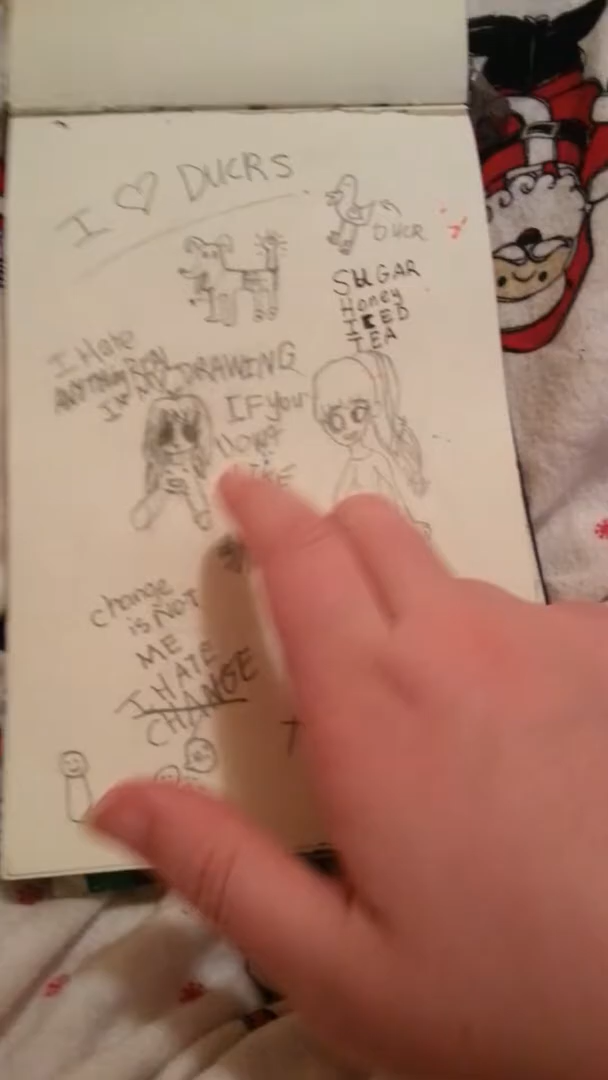 I ♡ DUCKS
DUCK
SUGAR
Honey
ICED
TEA
I Hate
DRAWING
IF your
change
is NOT
ME
I HATE
CHANGE